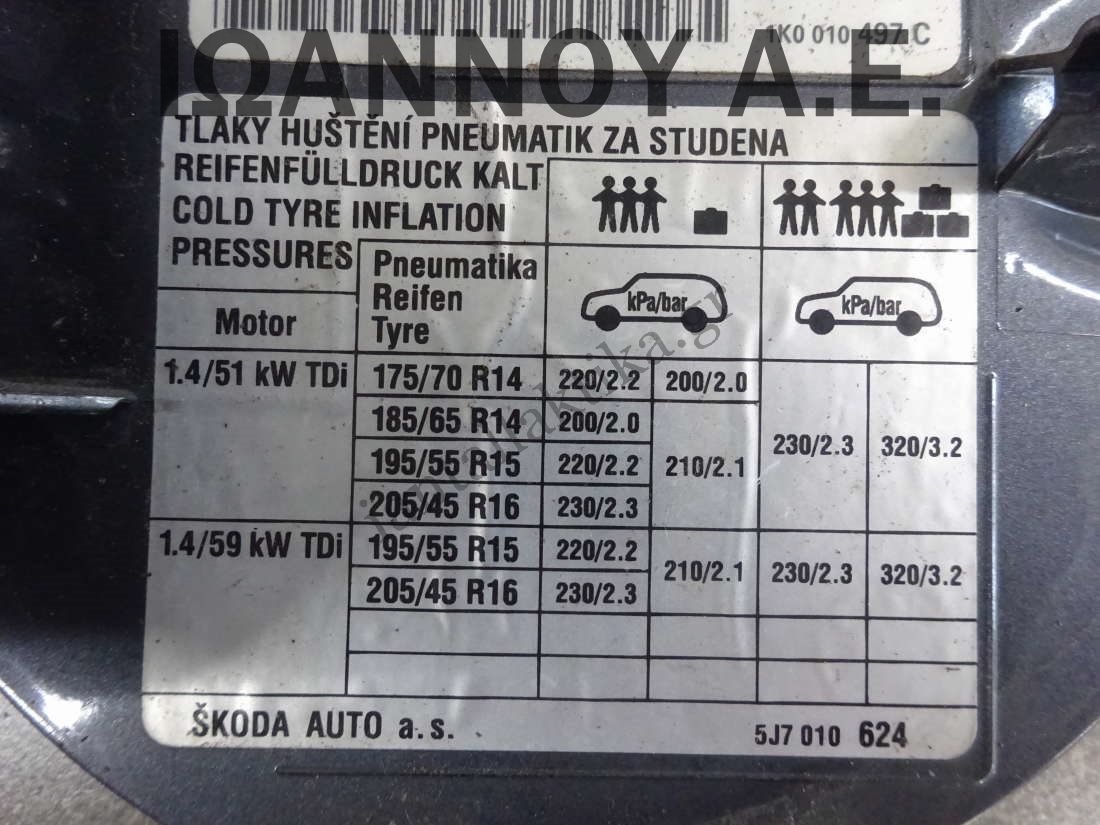 1K0 010 497 C
ΙΩΑΝΝΟΥ Α.Ε.
TLAKY HUŠTĚNÍ PNEUMATIK ZA STUDENA
REIFENFÜLLDRUCK KALT
COLD TYRE INFLATION
PRESSURES
Motor
Pneumatika
Reifen
Tyre
kPa/bar kPa/bar
1.4/51 kW TDi 175/70 R14 220/2.2 200/2.0
185/65 R14 200/2.0
195/55 R15 220/2.2 210/2.1 230/2.3 320/3.2
205/45 R16 230/2.3
1.4/59 kW TDi 195/55 R15 220/2.2 210/2.1 230/2.3 320/3.2
205/45 R16 230/2.3
ŠKODA AUTO a.s. 5J7 010 624